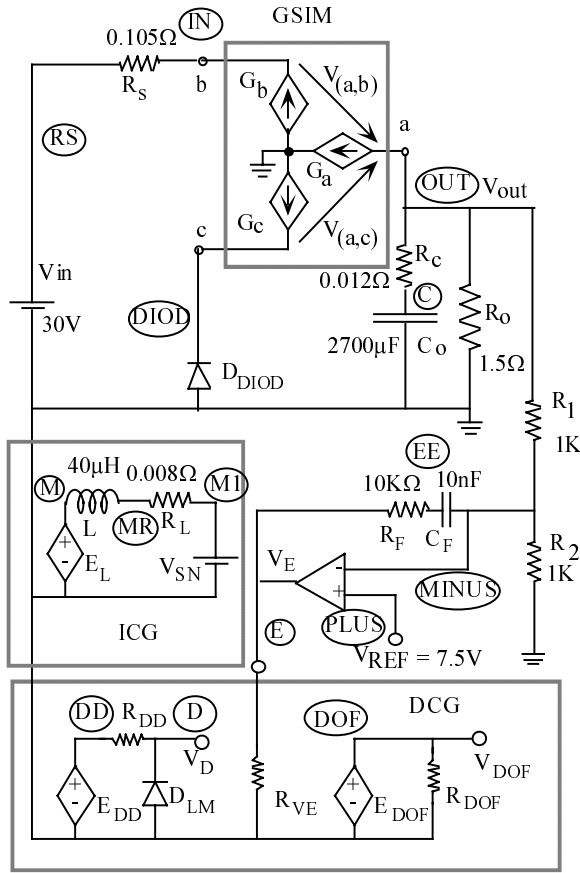 GSIM
IN
0.105Ω
Rs
b
Gb
V(a,b)
a
RS
Ga
OUT
Vout
Gc
V(a,c)
c
Rc
0.012Ω
C
Vin
30V
DIOD
Ro
2700µF
Co
1.5Ω
DDIOD
R1
1K
EE
40µH
0.008Ω
M1
10KΩ
10nF
M
L
MR
RL
RF
CF
R2
1K
EL
VSN
VE
-
+
MINUS
ICG
E
PLUS
VREF = 7.5V
DD
RDD
D
DOF
DCG
VD
VDOF
+
-
EDD
DLM
RVE
+
-
EDOF
RDOF
+
-